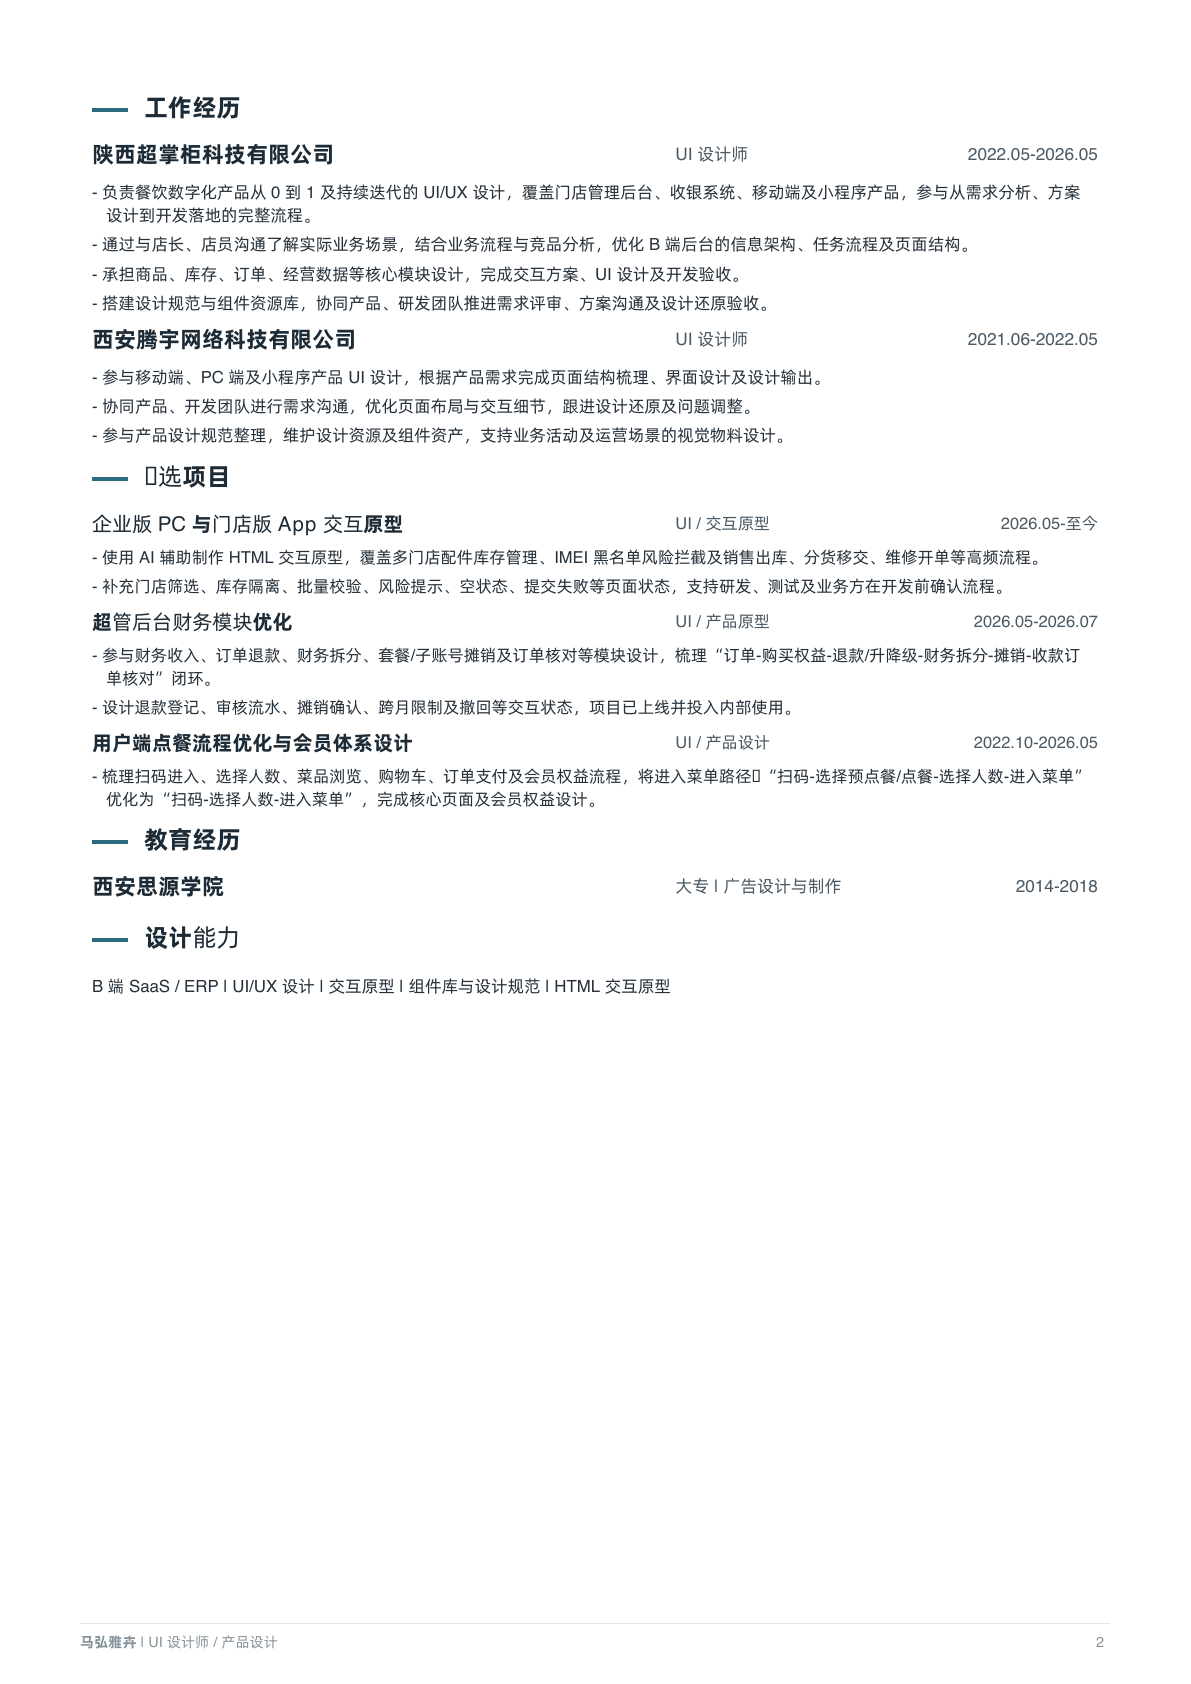 工作经历
陕西超掌柜科技有限公司 UI 设计师 2022.05-2026.05
- 负责餐饮数字化产品从 0 到 1 及持续迭代的 UI/UX 设计，覆盖门店管理后台、收银系统、移动端及小程序产品，参与从需求分析、方案
设计到开发落地的完整流程。
- 通过与店长、店员沟通了解实际业务场景，结合业务流程与竞品分析，优化 B 端后台的信息架构、任务流程及页面结构。
- 承担商品、库存、订单、经营数据等核心模块设计，完成交互方案、UI 设计及开发验收。
- 搭建设计规范与组件资源库，协同产品、研发团队推进需求评审、方案沟通及设计还原验收。
西安腾宇网络科技有限公司 UI 设计师 2021.06-2022.05
- 参与移动端、PC 端及小程序产品 UI 设计，根据产品需求完成页面结构梳理、界面设计及设计输出。
- 协同产品、开发团队进行需求沟通，优化页面布局与交互细节，跟进设计还原及问题调整。
- 参与产品设计规范整理，维护设计资源及组件资产，支持业务活动及运营场景的视觉物料设计。
选项目
企业版 PC 与门店版 App 交互原型 UI / 交互原型 2026.05-至今
- 使用 AI 辅助制作 HTML 交互原型，覆盖多门店配件库存管理、IMEI 黑名单风险拦截及销售出库、分货移交、维修开单等高频流程。
- 补充门店筛选、库存隔离、批量校验、风险提示、空状态、提交失败等页面状态，支持研发、测试及业务方在开发前确认流程。
超管后台财务模块优化 UI / 产品原型 2026.05-2026.07
- 参与财务收入、订单退款、财务拆分、套餐/子账号摊销及订单核对等模块设计，梳理“订单-购买权益-退款/升降级-财务拆分-摊销-收款订
单核对”闭环。
- 设计退款登记、审核流水、摊销确认、跨月限制及撤回等交互状态，项目已上线并投入内部使用。
用户端点餐流程优化与会员体系设计 UI / 产品设计 2022.10-2026.05
- 梳理扫码进入、选择人数、菜品浏览、购物车、订单支付及会员权益流程，将进入菜单路径“扫码-选择预点餐/点餐-选择人数-进入菜单”
优化为“扫码-选择人数-进入菜单”，完成核心页面及会员权益设计。
教育经历
西安思源学院 大专 | 广告设计与制作 2014-2018
设计能力
B 端 SaaS / ERP | UI/UX 设计 | 交互原型 | 组件库与设计规范 | HTML 交互原型
马弘雅卉 | UI 设计师 / 产品设计 2